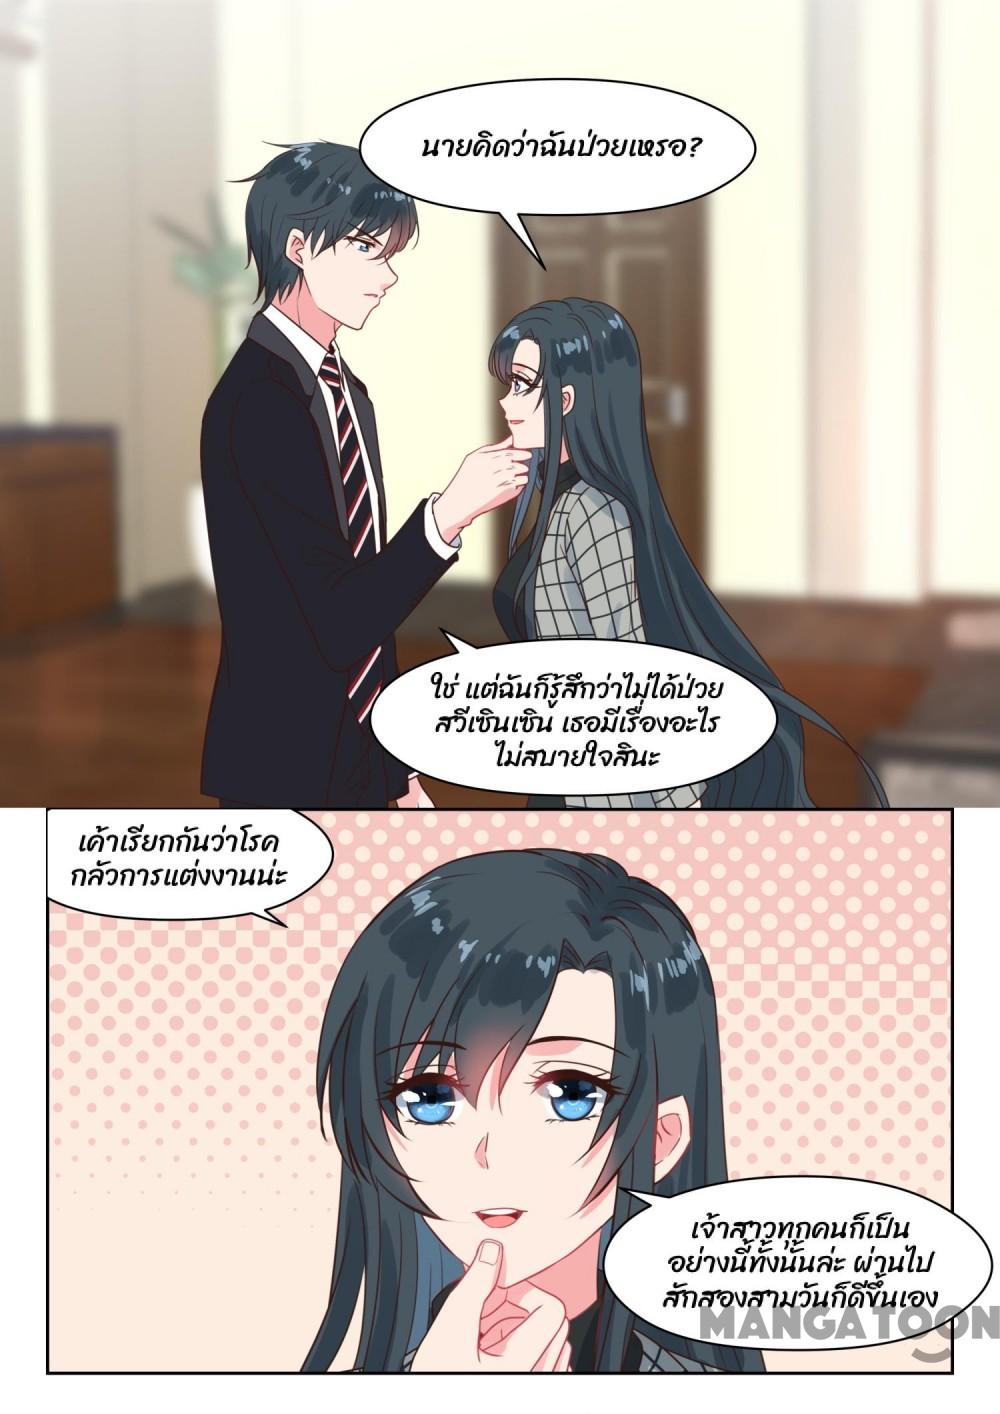 นายคิดว่าฉันป่วยเหรอ?
ใช่ แต่ฉันก็รู้สึกว่าไม่ได้ป่วย
สวีเซินเซิน เธอมีเรื่องอะไร
ไม่สบายใจสินะ
เค้าเรียกกันว่าโรค
กลัวการแต่งงานน่ะ
เจ้าสาวทุกคนก็เป็น
อย่างนี้ทั้งนั้นล่ะ ผ่านไป
สักสองสามวันก็ดีขึ้นเอง
MANGATOON